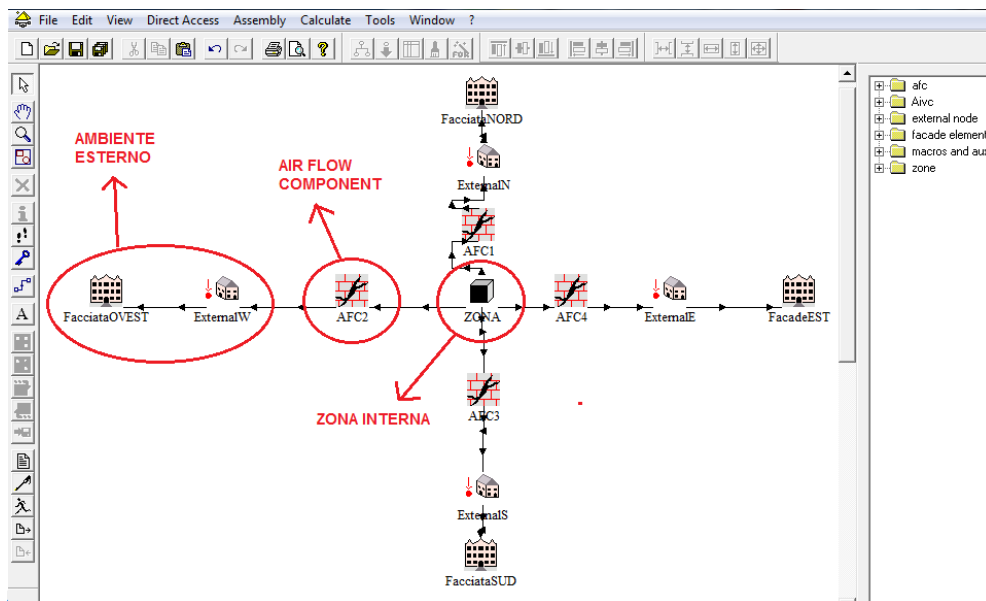 File Edit View Direct Access Assembly Calculate Tools Window ?
FOR
afc
Aivc
external node
facade element
macros and au
zone
FacciataNORD
AMBIENTE
ESTERNO
AIR FLOW
COMPONENT
ExternalN
AFC1
FacciataOVEST ExternalW AFC2 ZONA AFC4 ExternalE FacadeEST
A
ZONA INTERNA
AFC3
ExternalS
FacciataSUD